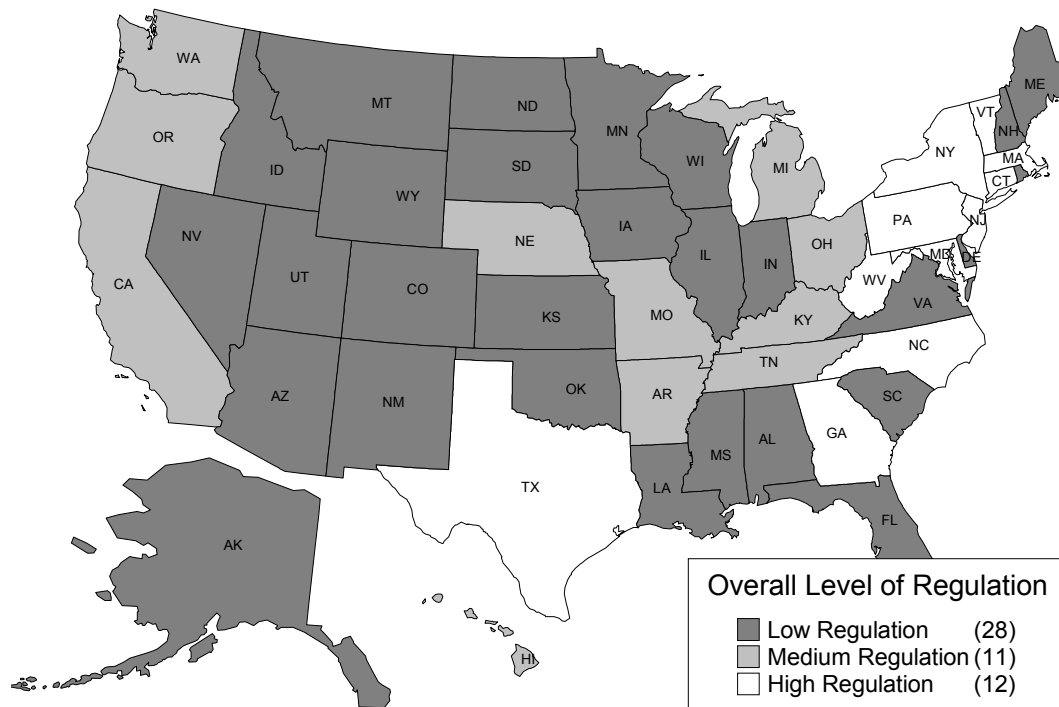 WA
MT
ND
MN
ME
OR
ID
SD
WI
VT
NH
NY
MA
CT
WY
MI
NV
NE
IA
PA
NJ
OH
UT
CO
IL
IN
MD
DE
WV
CA
KS
MO
VA
KY
NC
TN
AZ
NM
OK
AR
SC
GA
MS
AL
TX
LA
FL
AK
HI
Overall Level of Regulation
Low Regulation (28)
Medium Regulation (11)
High Regulation (12)